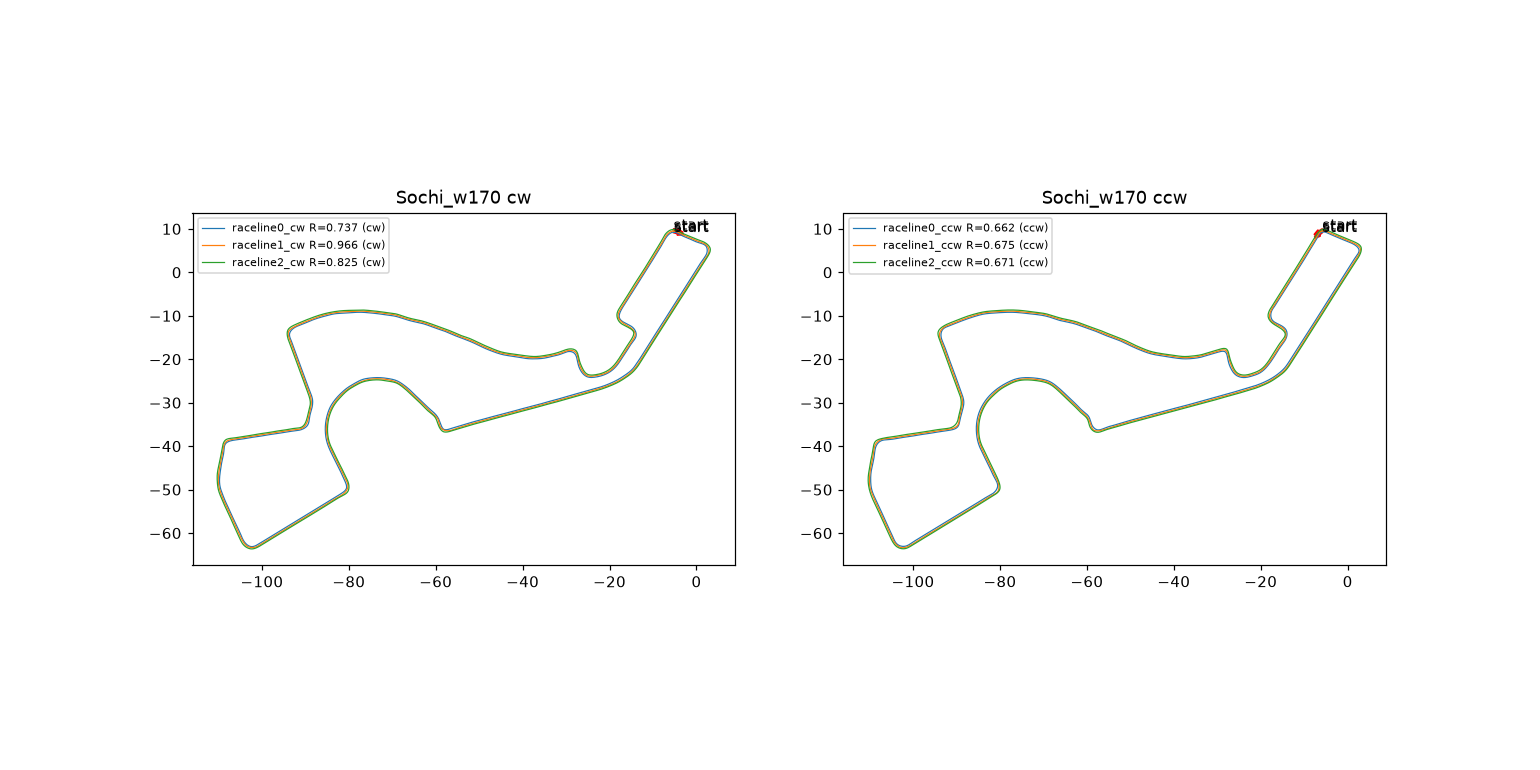 Sochi_w170 cw
raceline0_cw R=0.737 (cw)
raceline1_cw R=0.966 (cw)
raceline2_cw R=0.825 (cw)
start
10
0
−10
−20
−30
−40
−50
−60
−100
−80
−60
−40
−20
0
Sochi_w170 ccw
raceline0_ccw R=0.662 (ccw)
raceline1_ccw R=0.675 (ccw)
raceline2_ccw R=0.671 (ccw)
start
10
0
−10
−20
−30
−40
−50
−60
−100
−80
−60
−40
−20
0